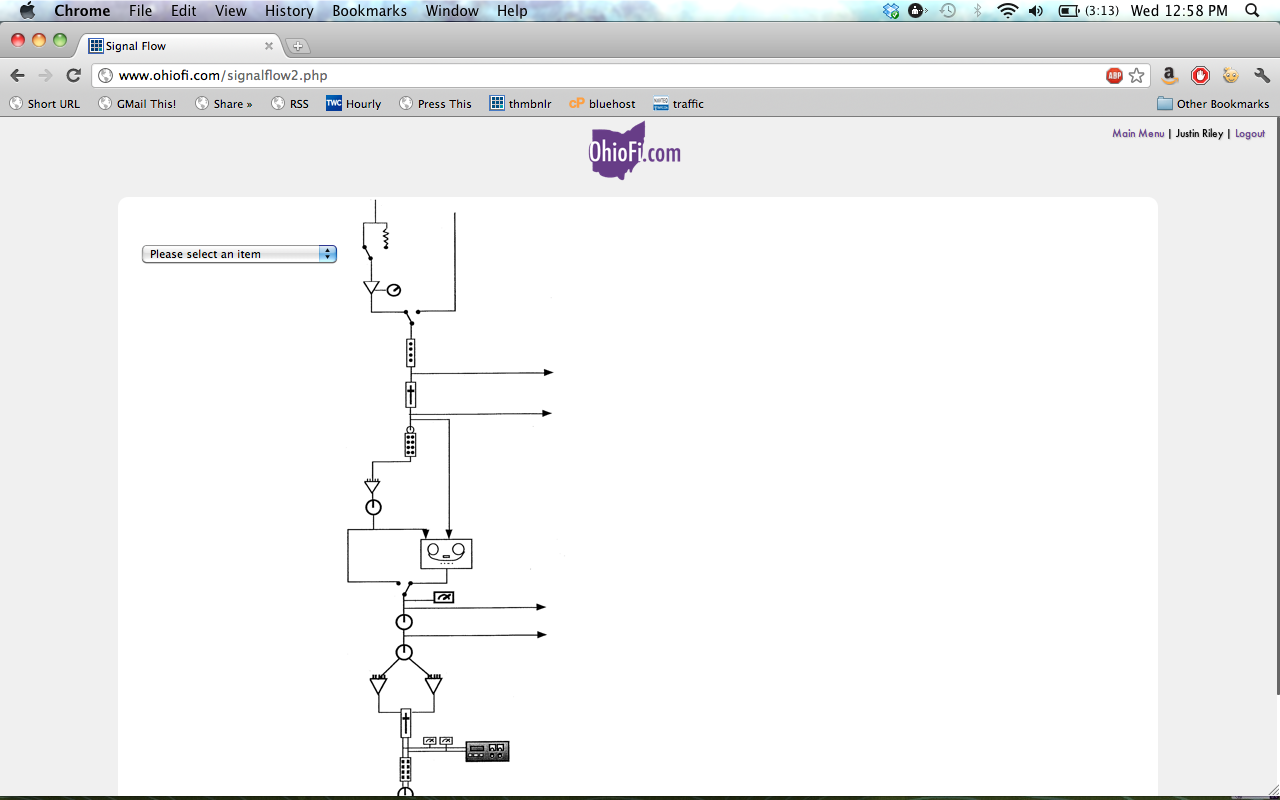 Chrome File Edit View History Bookmarks Window Help (3:13) Wed 12:58 PM
Signal Flow
www.ohiofi.com/signalflow2.php ABP a
Short URL GMail This! Share » RSS TWC Hourly Press This thmbnlr cP bluehost traffic Other Bookmarks
Main Menu | Justin Riley | Logout
OhioFi.com
Please select an item